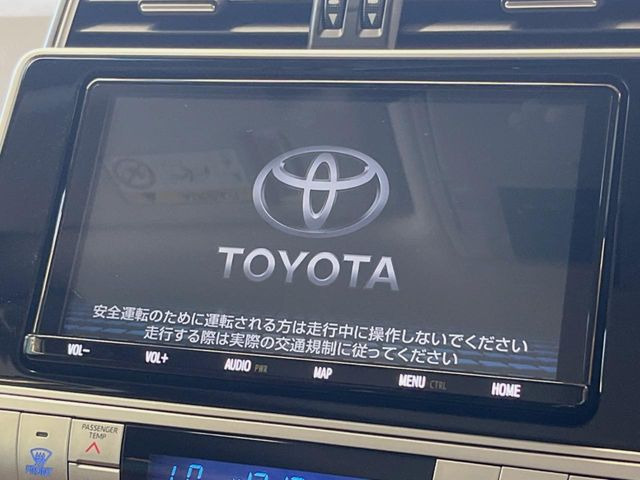 TOYOTA
安全運転のために運転される方は走行中に操作しないでください
走行する際は実際の交通規制に従ってください
VOL- VOL+ AUDIO PWR MAP MENU CTRL HOME
PASSENGER
TEMP
FRONT